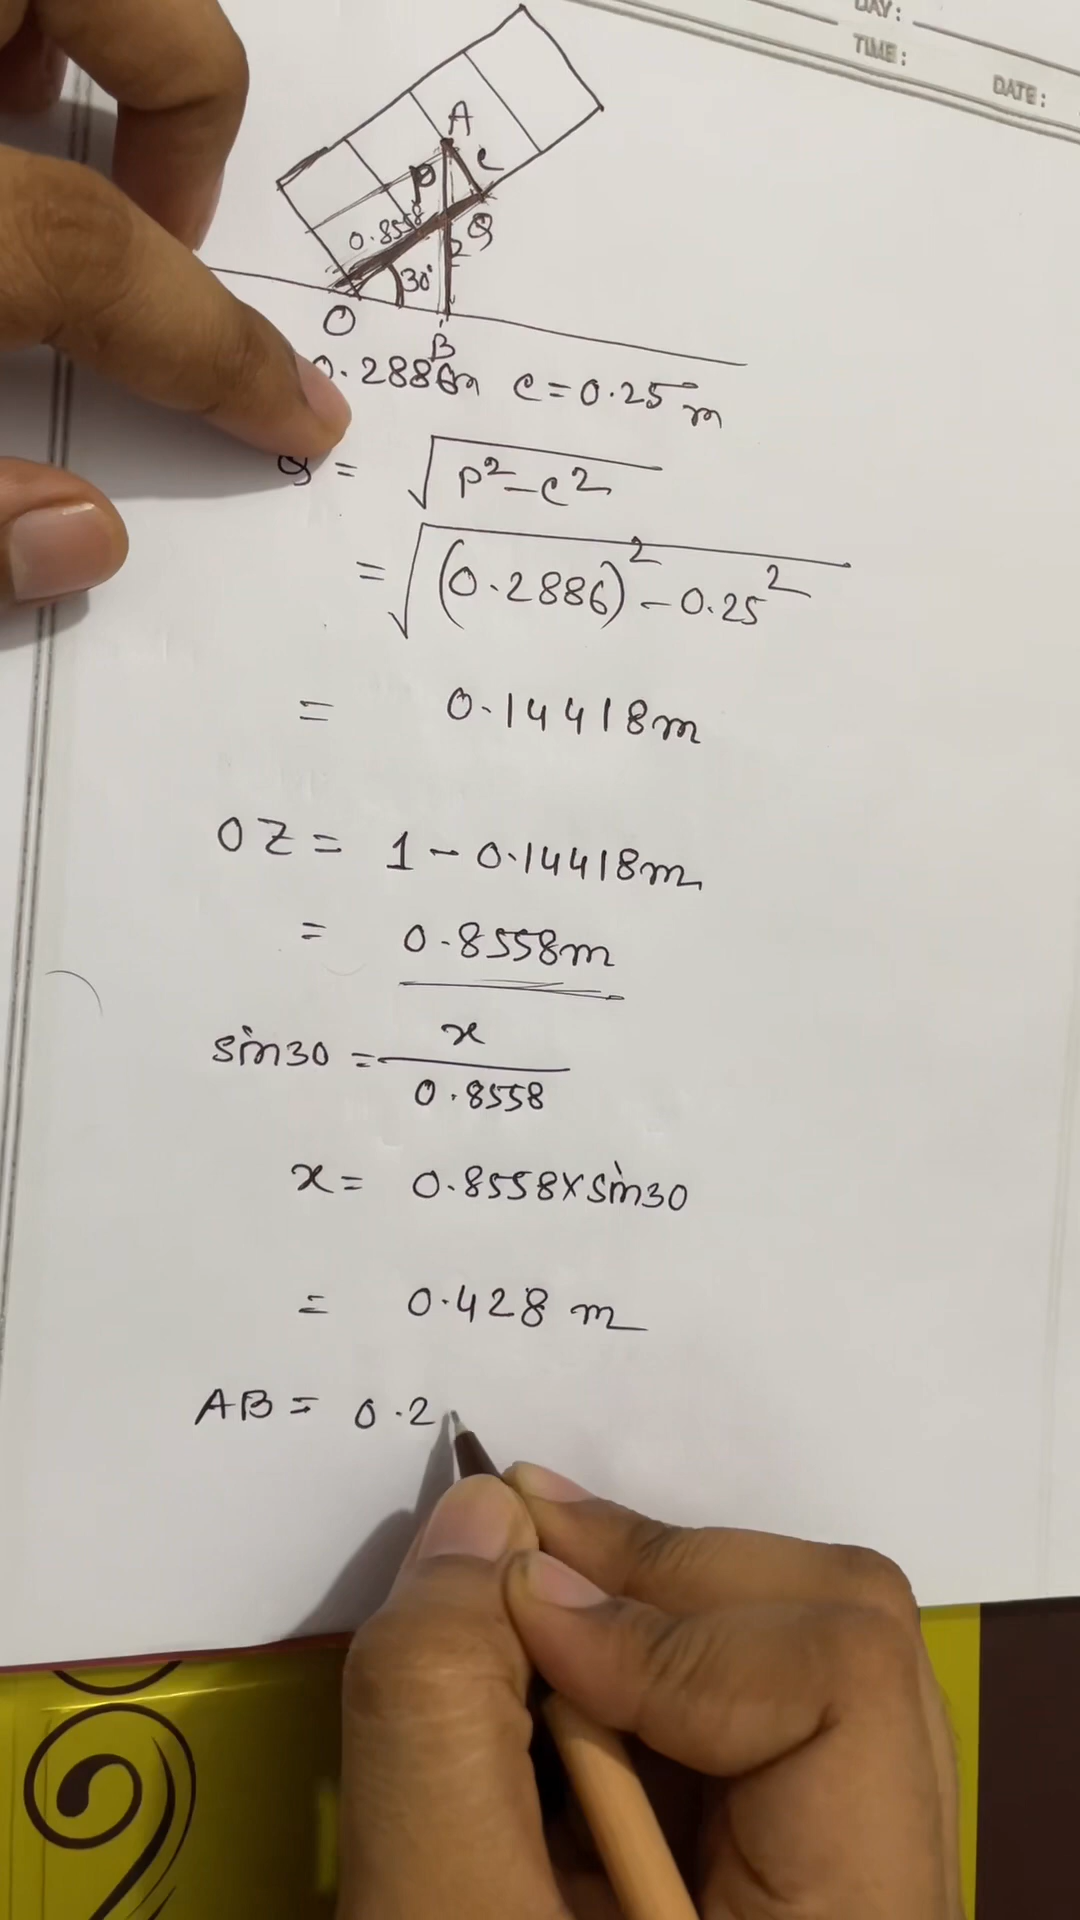 DAY:
TIME:
DATE:
A
P
c
0.8558
Q
2
30°
O
B
0.2886m c=0.25m
Q = √P²-c²
= √(0.2886)²-0.25²
= 0.14418m
OZ = 1-0.14418m
= 0.8558m
sin30 = x
0.8558
x = 0.8558×sin30
= 0.428 m
AB = 0.2